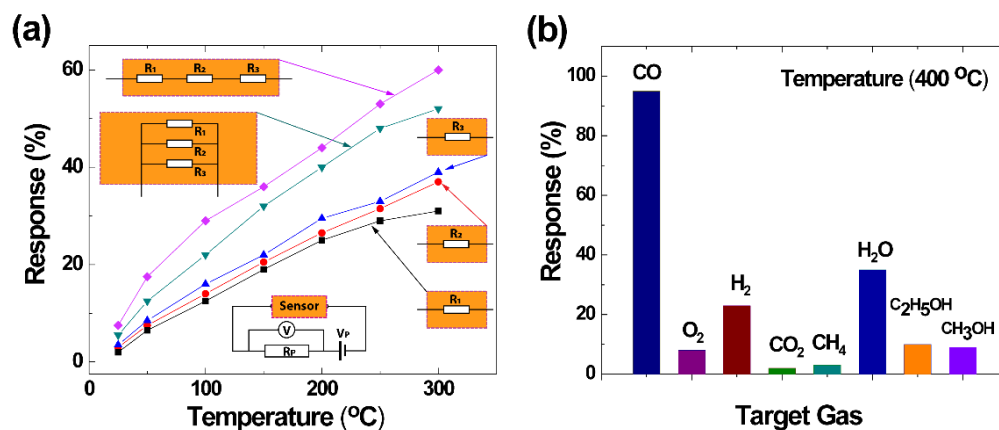 (a)
Response (%)
60
40
20
0
0
100
200
300
Temperature (⁰C)
R₁ R₂ R₃
R₁
R₂
R₃
R₃
R₂
R₁
Sensor
V
Rₚ
Vₚ
(b)
Response (%)
100
80
60
40
20
0
Temperature (400 ⁰C)
CO
O₂
H₂
CO₂
CH₄
H₂O
C₂H₅OH
CH₃OH
Target Gas